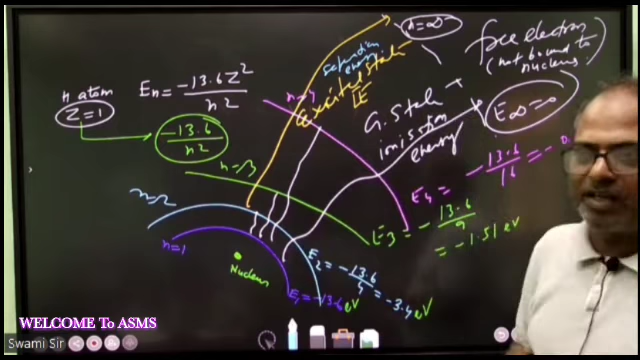 n = ∞
free electron
(not bound to
nucleus)
H atom
Z=1
En = -13.6Z²
n²
-13.6
n²
separation
energy
Excited state
IE
n=4
G. State
ionisation
energy
E∞ = 0
n=3
E4 = -13.6
16
n=2
n=1
E3 = -13.6
9
= -1.51 eV
Nucleus
E2 = -13.6
4
= -3.4 eV
E1 = -13.6 eV
WELCOME To ASMS
Swami Sir